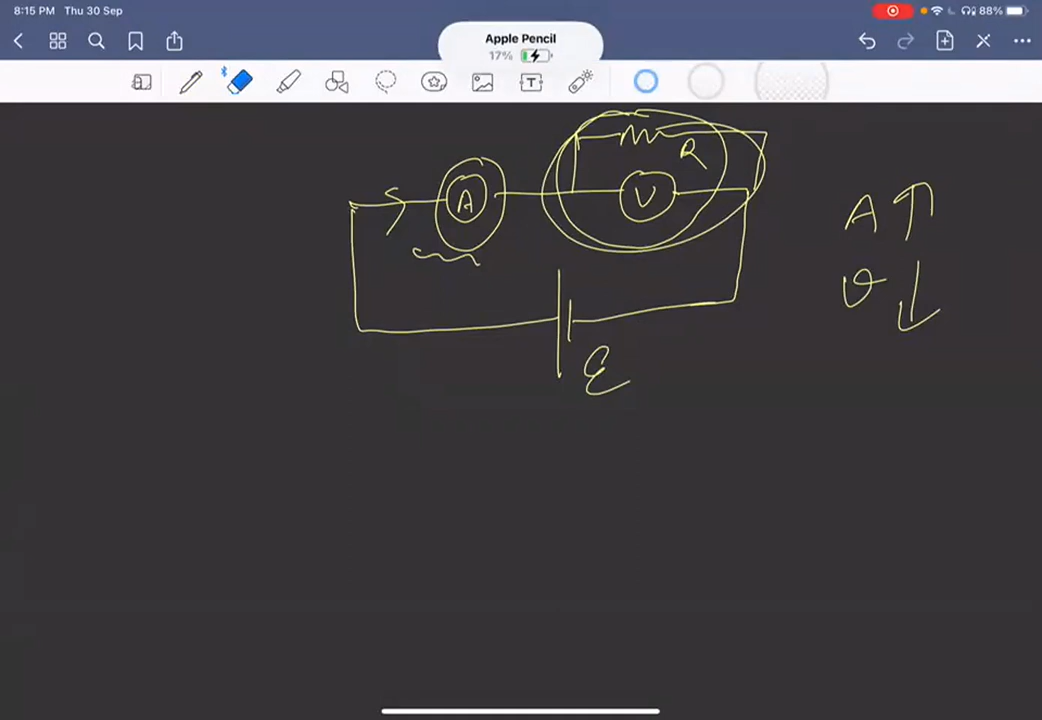 8:15 PM Thu 30 Sep
88%
Apple Pencil
17%
T
R
A
V
A ↑
v ↓
ε